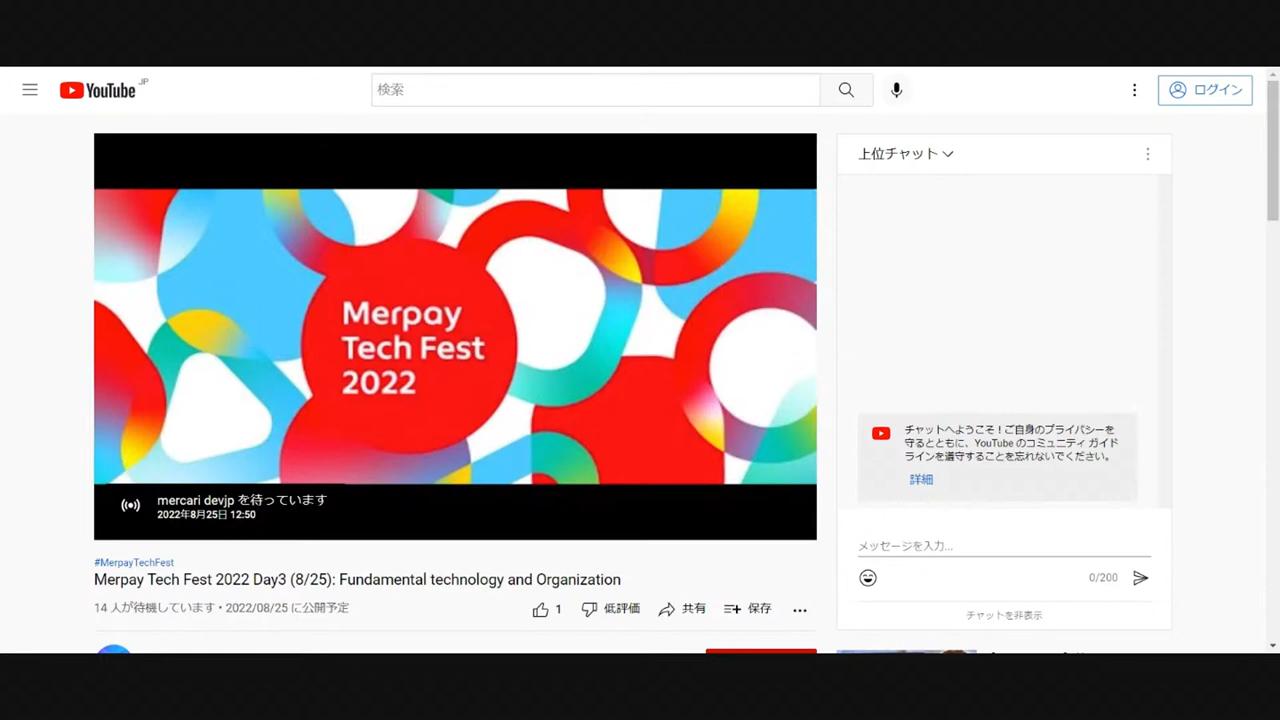 YouTube JP
検索
ログイン
Merpay
Tech Fest
2022
mercari devjp を待っています
2022年8月25日 12:50
#MerpayTechFest
Merpay Tech Fest 2022 Day3 (8/25): Fundamental technology and Organization
14 人が待機しています・2022/08/25 に公開予定
1
低評価
共有
保存
上位チャット
チャットへようこそ！ご自身のプライバシーを
守るとともに、YouTube のコミュニティ ガイド
ラインを遵守することを忘れないでください。
詳細
メッセージを入力...
0/200
チャットを非表示